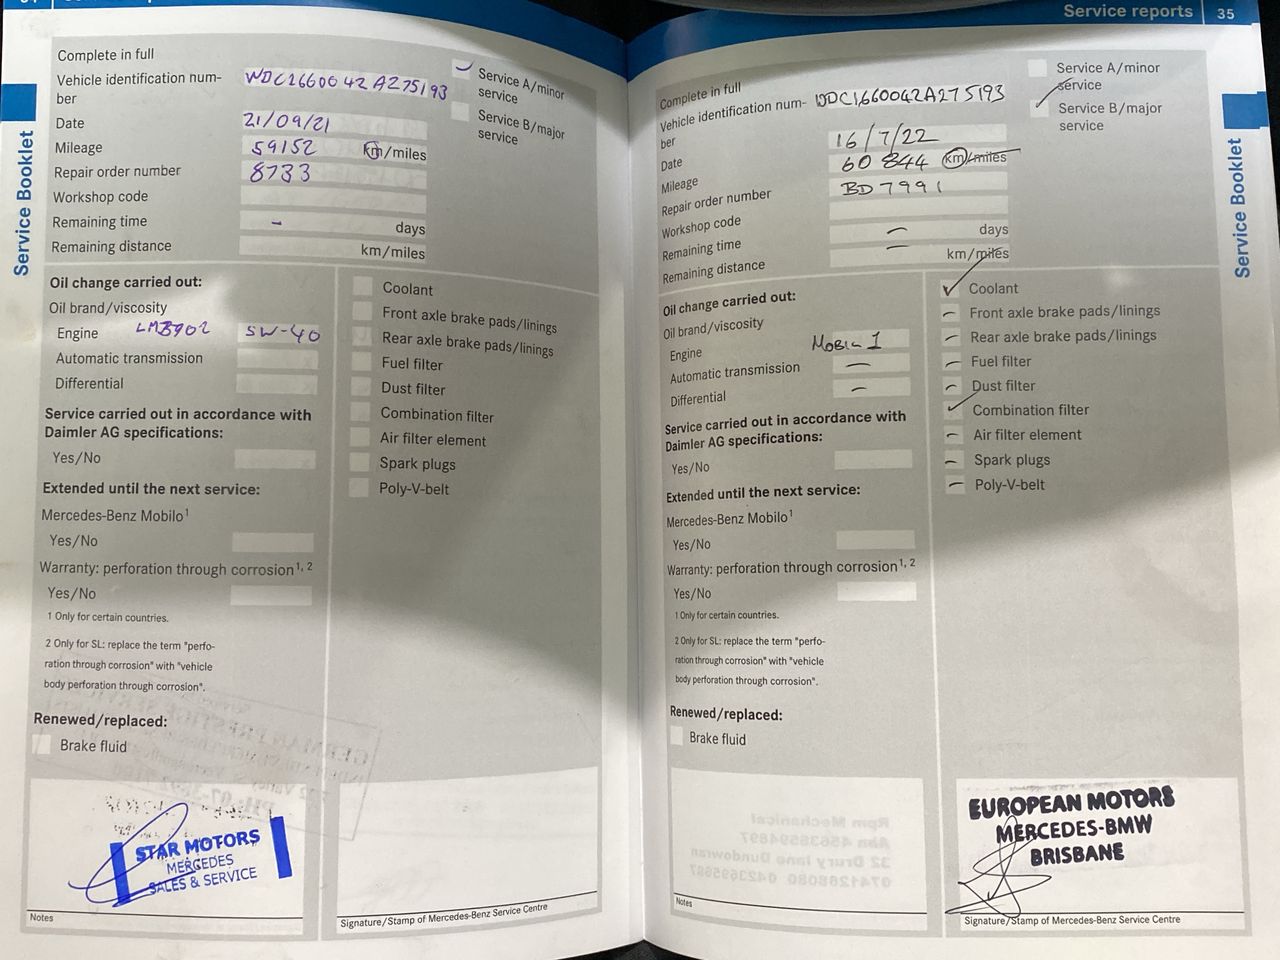 Service Booklet
Complete in full
Vehicle identification num-
ber
WDC1660042A275193
Date 21/09/21
Mileage 59152 km/miles
Repair order number 8733
Workshop code
Remaining time - days
Remaining distance km/miles
Service A/minor
service
Service B/major
service
Oil change carried out:
Oil brand/viscosity
Engine 5W-40
Automatic transmission
Differential
Service carried out in accordance with
Daimler AG specifications:
Yes/No
Extended until the next service:
Mercedes-Benz Mobilo¹
Yes/No
Warranty: perforation through corrosion¹, ²
Yes/No
1 Only for certain countries.
2 Only for SL: replace the term "perfo-
ration through corrosion" with "vehicle
body perforation through corrosion".
Renewed/replaced:
Brake fluid
Coolant
Front axle brake pads/linings
Rear axle brake pads/linings
Fuel filter
Dust filter
Combination filter
Air filter element
Spark plugs
Poly-V-belt
STAR MOTORS
MERCEDES
SALES & SERVICE
Notes
Signature/Stamp of Mercedes-Benz Service Centre
Service reports 35
Service Booklet
Complete in full
Vehicle identification num-
ber
WDC1660042A275193
Date 16/7/22
Mileage 60844 km/miles
Repair order number BD7991
Workshop code
Remaining time - days
Remaining distance - km/miles
Service A/minor
service
Service B/major
service
Oil change carried out:
Oil brand/viscosity
Engine Mobil 1
Automatic transmission -
Differential -
Service carried out in accordance with
Daimler AG specifications:
Yes/No
Extended until the next service:
Mercedes-Benz Mobilo¹
Yes/No
Warranty: perforation through corrosion¹, ²
Yes/No
1 Only for certain countries.
2 Only for SL: replace the term "perfo-
ration through corrosion" with "vehicle
body perforation through corrosion".
Renewed/replaced:
Brake fluid
Coolant
Front axle brake pads/linings
Rear axle brake pads/linings
Fuel filter
Dust filter
Combination filter
Air filter element
Spark plugs
Poly-V-belt
EUROPEAN MOTORS
MERCEDES-BMW
BRISBANE
Notes
Signature/Stamp of Mercedes-Benz Service Centre